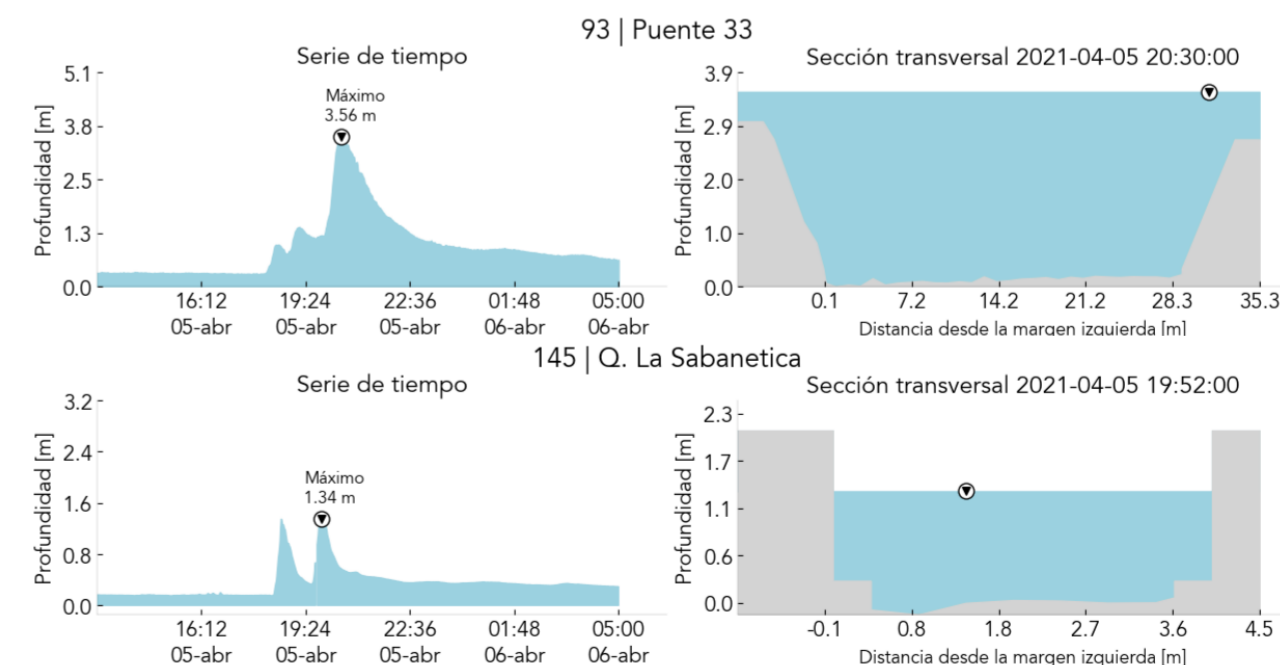 93 | Puente 33
Serie de tiempo
Profundidad [m]
5.1
3.8
2.5
1.3
0.0
Máximo
3.56 m
16:12 19:24 22:36 01:48 05:00
05-abr 05-abr 05-abr 06-abr 06-abr
Sección transversal 2021-04-05 20:30:00
Profundidad [m]
3.9
2.9
2.0
1.0
0.0
0.1 7.2 14.2 21.2 28.3 35.3
Distancia desde la margen izquierda [m]
145 | Q. La Sabanetica
Serie de tiempo
Profundidad [m]
3.2
2.4
1.6
0.8
0.0
Máximo
1.34 m
16:12 19:24 22:36 01:48 05:00
05-abr 05-abr 05-abr 06-abr 06-abr
Sección transversal 2021-04-05 19:52:00
Profundidad [m]
2.3
1.7
1.1
0.6
0.0
-0.1 0.8 1.8 2.7 3.6 4.5
Distancia desde la margen izquierda [m]